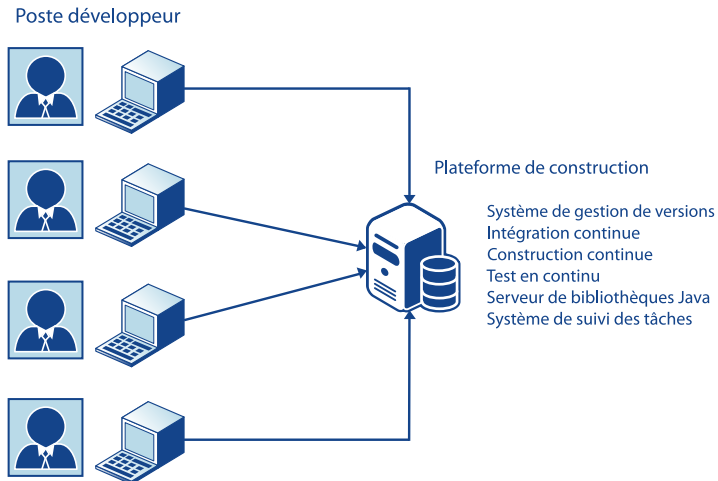 Poste développeur
Plateforme de construction
Système de gestion de versions
Intégration continue
Construction continue
Test en continu
Serveur de bibliothèques Java
Système de suivi des tâches